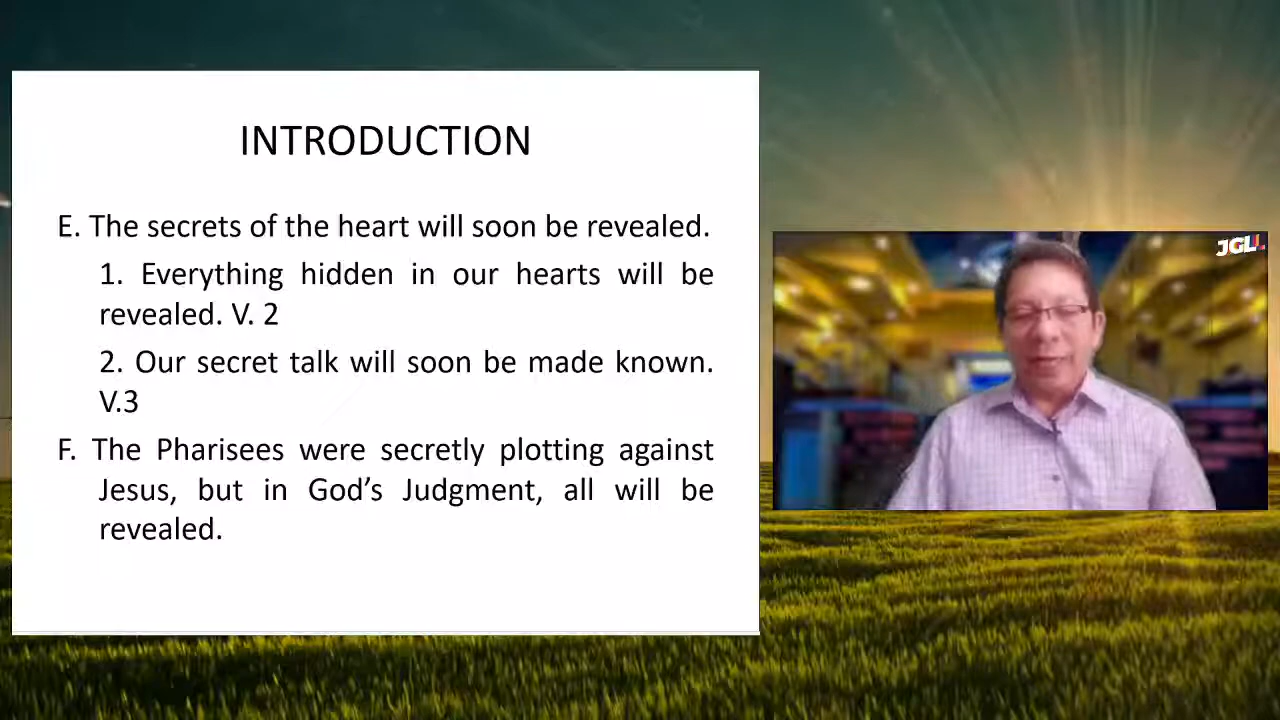 INTRODUCTION
E. The secrets of the heart will soon be revealed.
1. Everything hidden in our hearts will be
revealed. V. 2
2. Our secret talk will soon be made known.
V.3
F. The Pharisees were secretly plotting against
Jesus, but in God’s Judgment, all will be
revealed.
JGLL